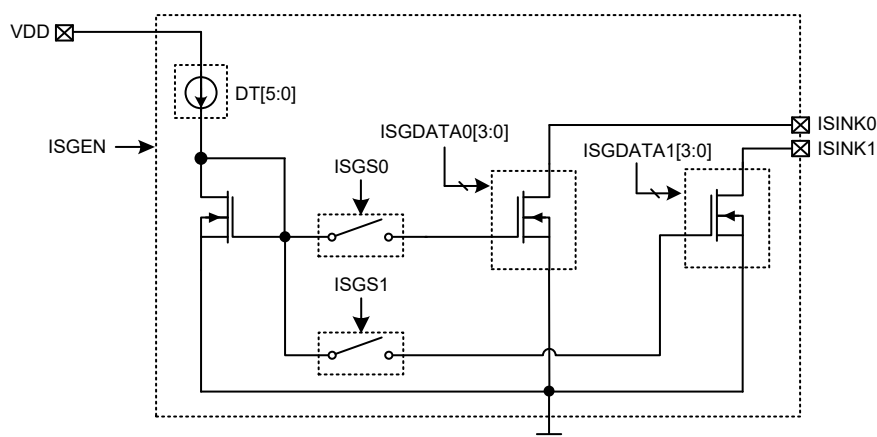 VDD
DT[5:0]
ISGDATA0[3:0]
ISINK0
ISGEN
ISGDATA1[3:0]
ISINK1
ISGS0
ISGS1